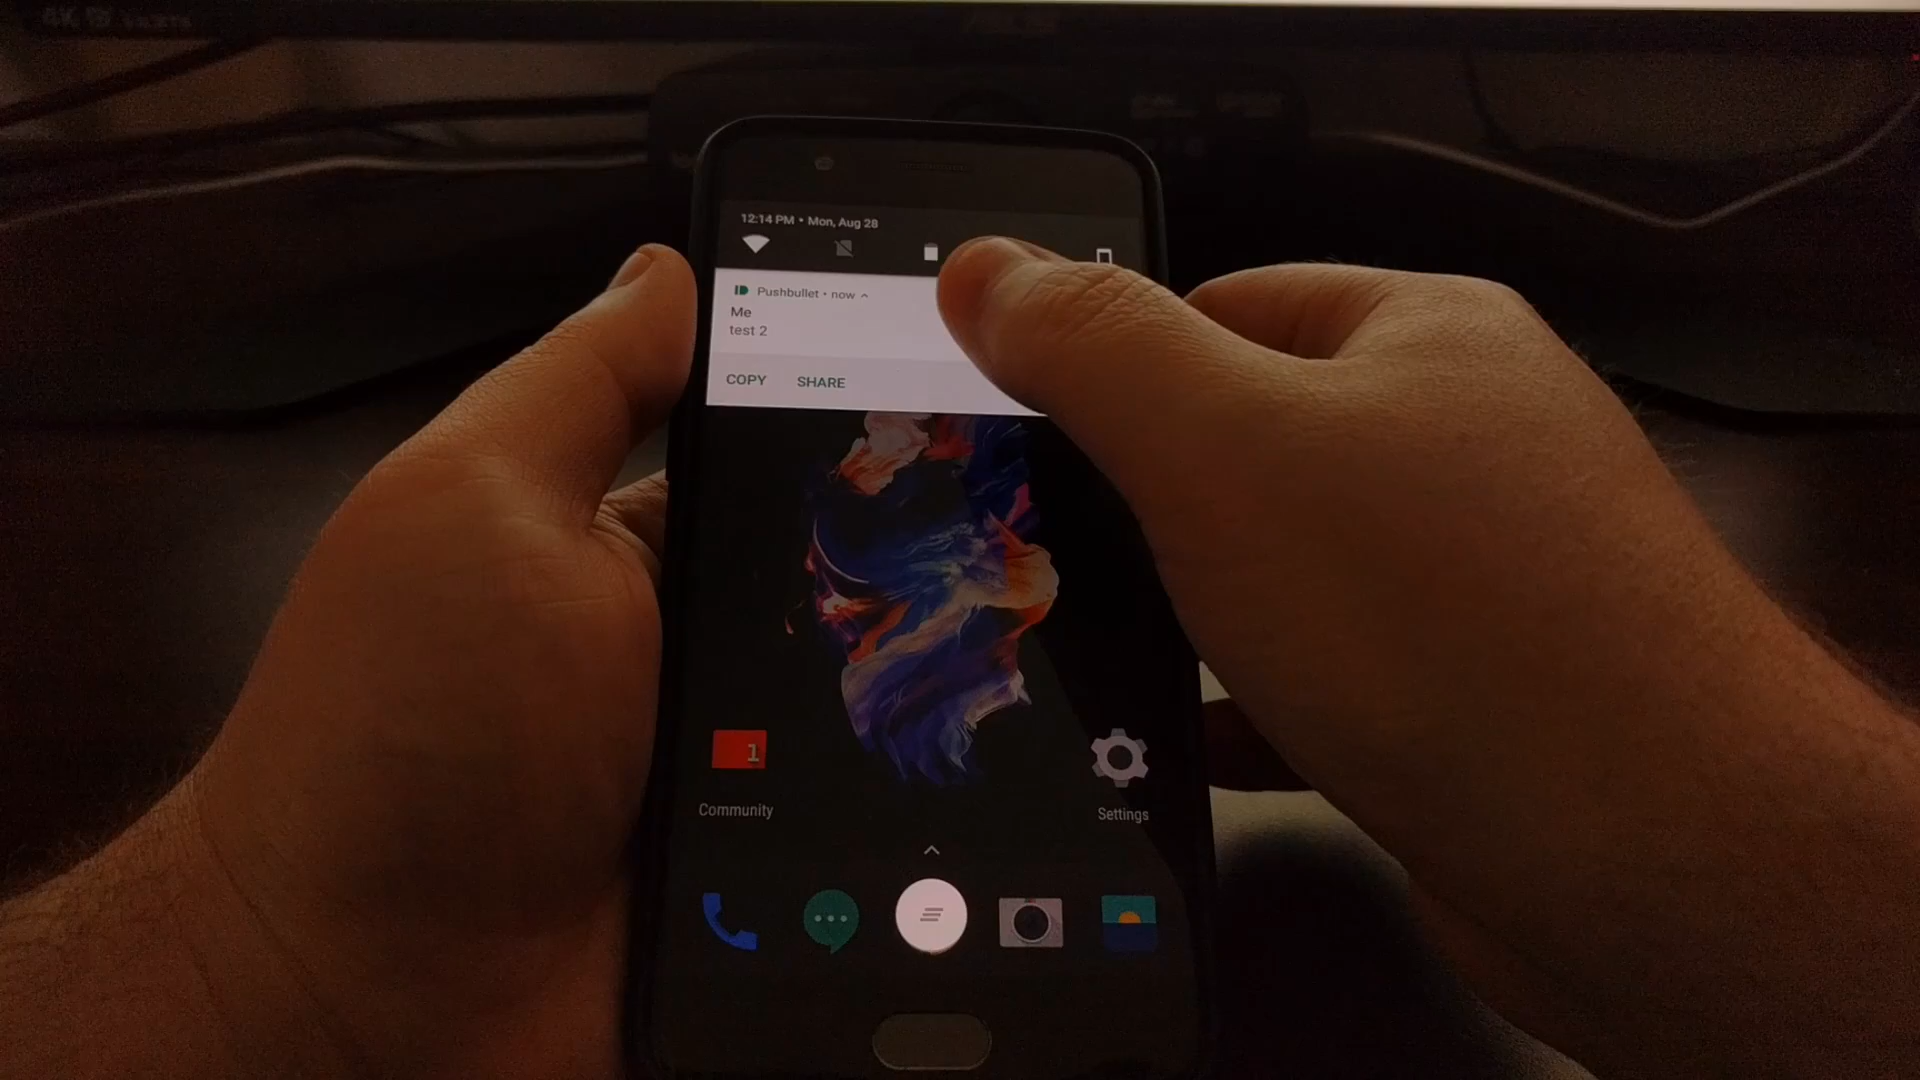 12:14 PM • Mon, Aug 28
Pushbullet • now
Me
test 2
COPY SHARE
1
Community
Settings